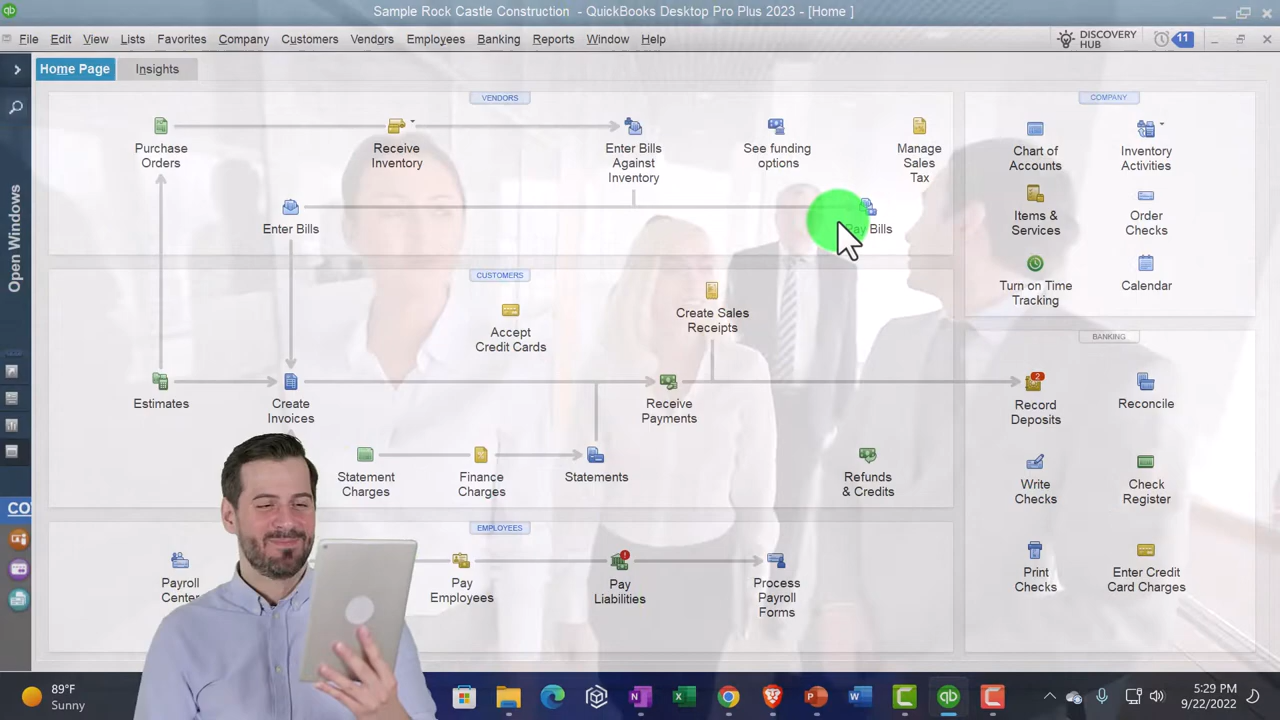 Sample Rock Castle Construction - QuickBooks Desktop Pro Plus 2023 - [Home ]
File Edit View Lists Favorites Company Customers Vendors Employees Banking Reports Window Help
DISCOVERY
HUB
11
Home Page
Insights
Open Windows
VENDORS
Purchase
Orders
Receive
Inventory
Enter Bills
Against
Inventory
See funding
options
Manage
Sales
Tax
Enter Bills
Pay Bills
CUSTOMERS
Accept
Credit Cards
Create Sales
Receipts
Estimates
Create
Invoices
Receive
Payments
Statement
Charges
Finance
Charges
Statements
Refunds
& Credits
EMPLOYEES
Payroll
Center
Pay
Employees
Pay
Liabilities
Process
Payroll
Forms
COMPANY
Chart of
Accounts
Inventory
Activities
Items &
Services
Order
Checks
Turn on Time
Tracking
Calendar
BANKING
2
Record
Deposits
Reconcile
Write
Checks
Check
Register
Print
Checks
Enter Credit
Card Charges
89°F
Sunny
5:29 PM
9/22/2022